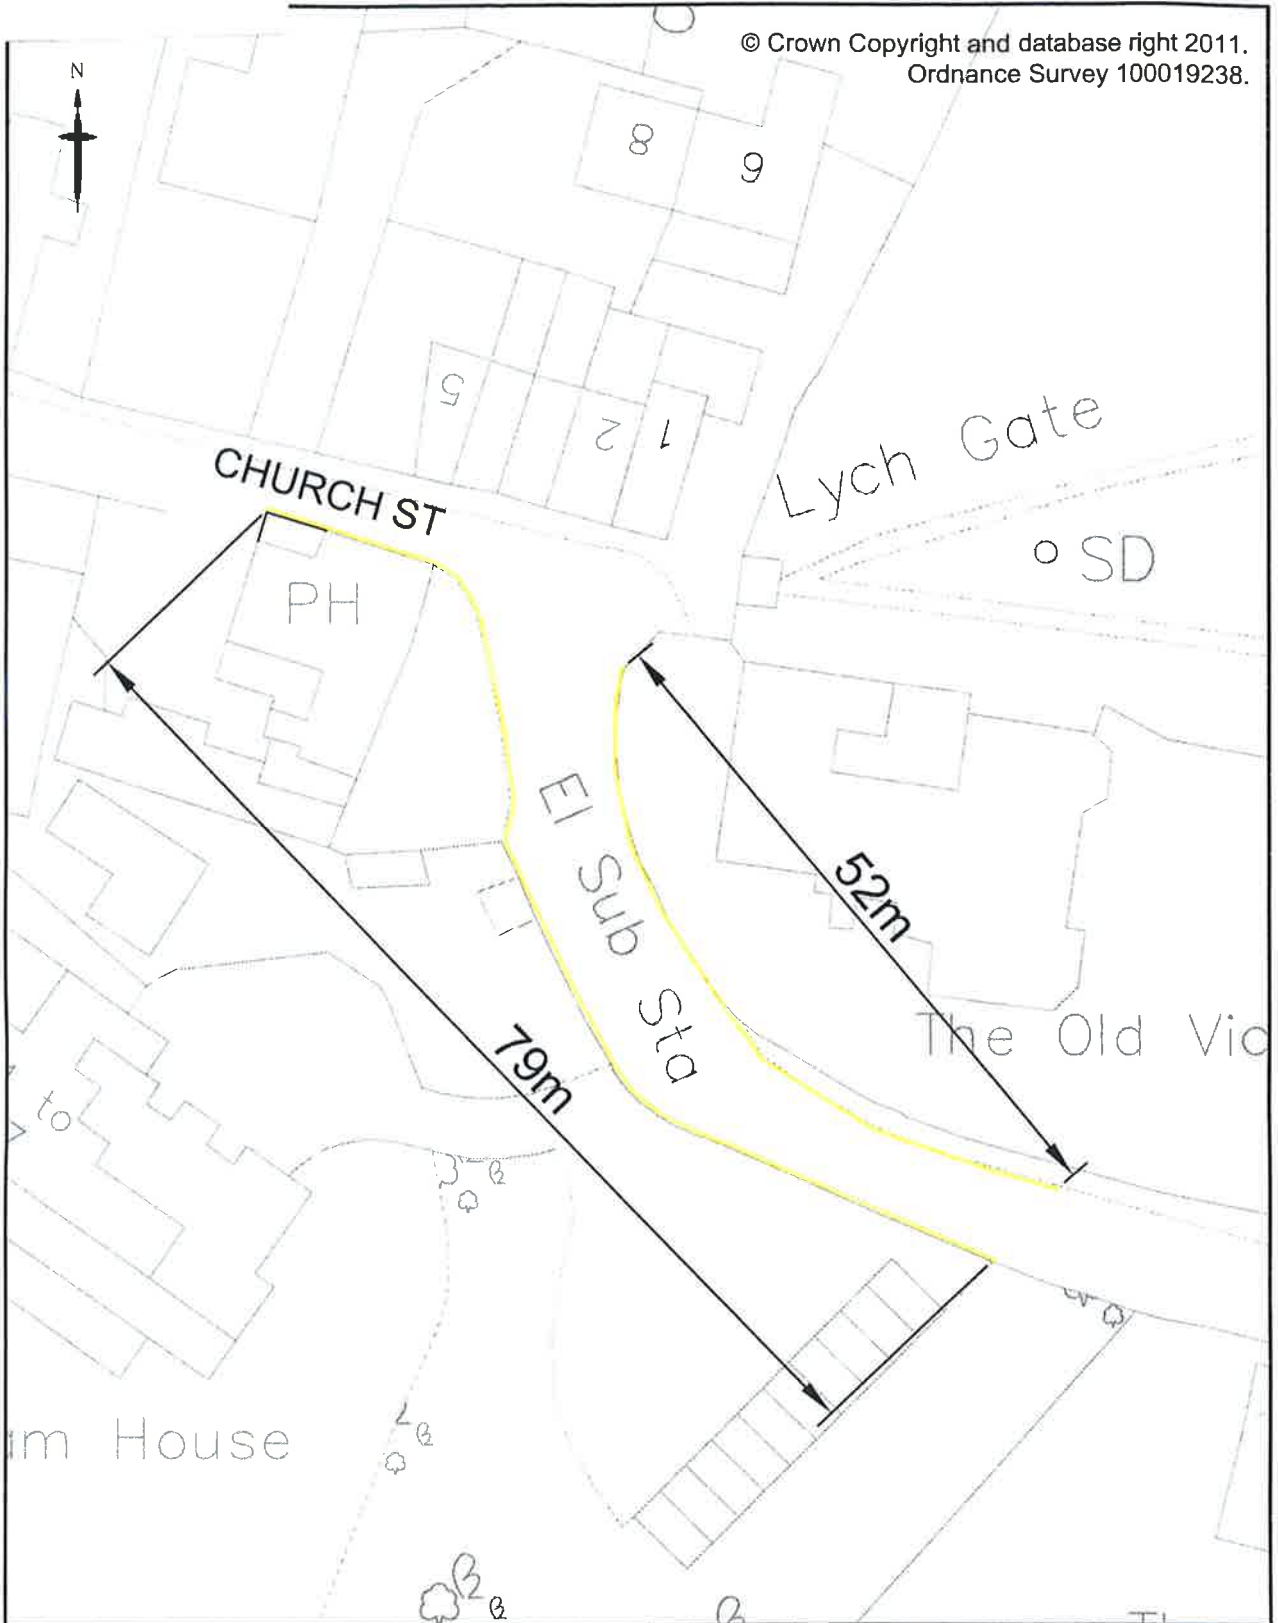 © Crown Copyright and database right 2011.
Ordnance Survey 100019238.
N
8
9
5
2
1
CHURCH ST
Lych Gate
SD
PH
El Sub Sta
52m
The Old Vic
79m
to
House